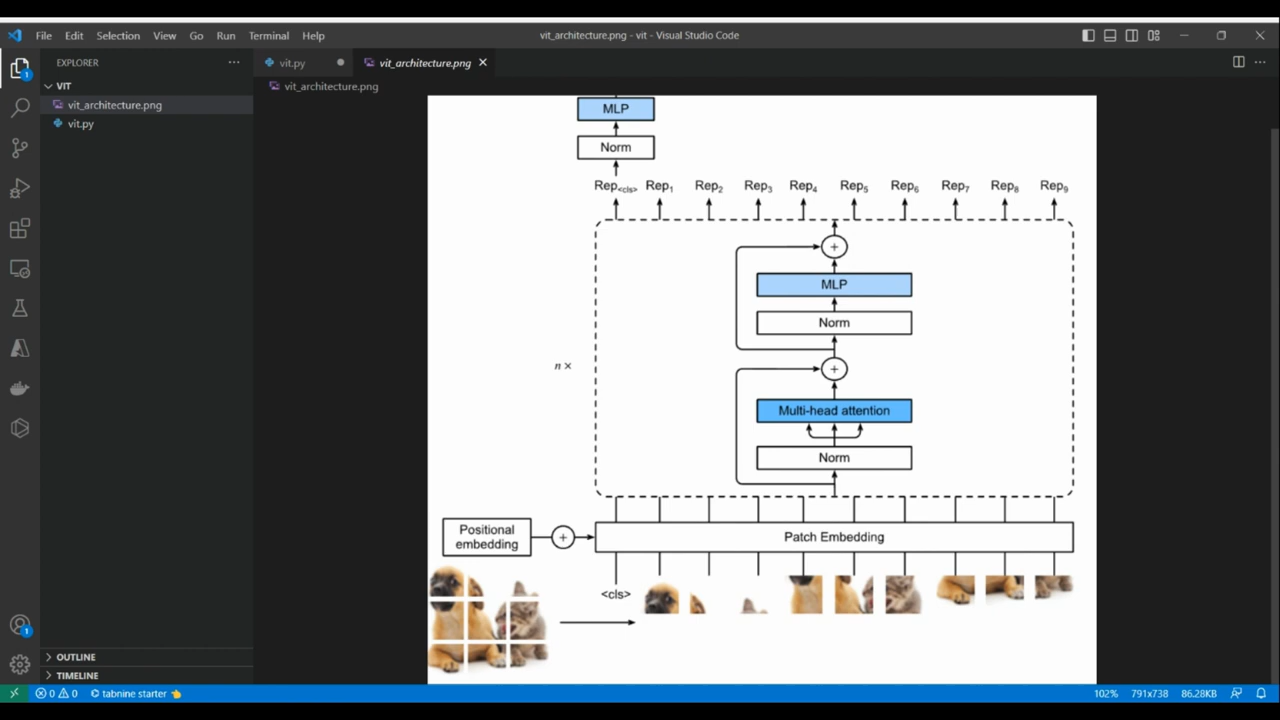 File Edit Selection View Go Run Terminal Help
vit_architecture.png - vit - Visual Studio Code
EXPLORER
vit.py
vit_architecture.png
VIT
vit_architecture.png
vit_architecture.png
vit.py
MLP
Norm
Rep<cls> Rep1 Rep2 Rep3 Rep4 Rep5 Rep6 Rep7 Rep8 Rep9
+
MLP
Norm
n ×
+
Multi-head attention
Norm
Positional
embedding
+
Patch Embedding
<cls>
1
1
OUTLINE
TIMELINE
0 0 tabnine starter 102% 791x738 86.28KB